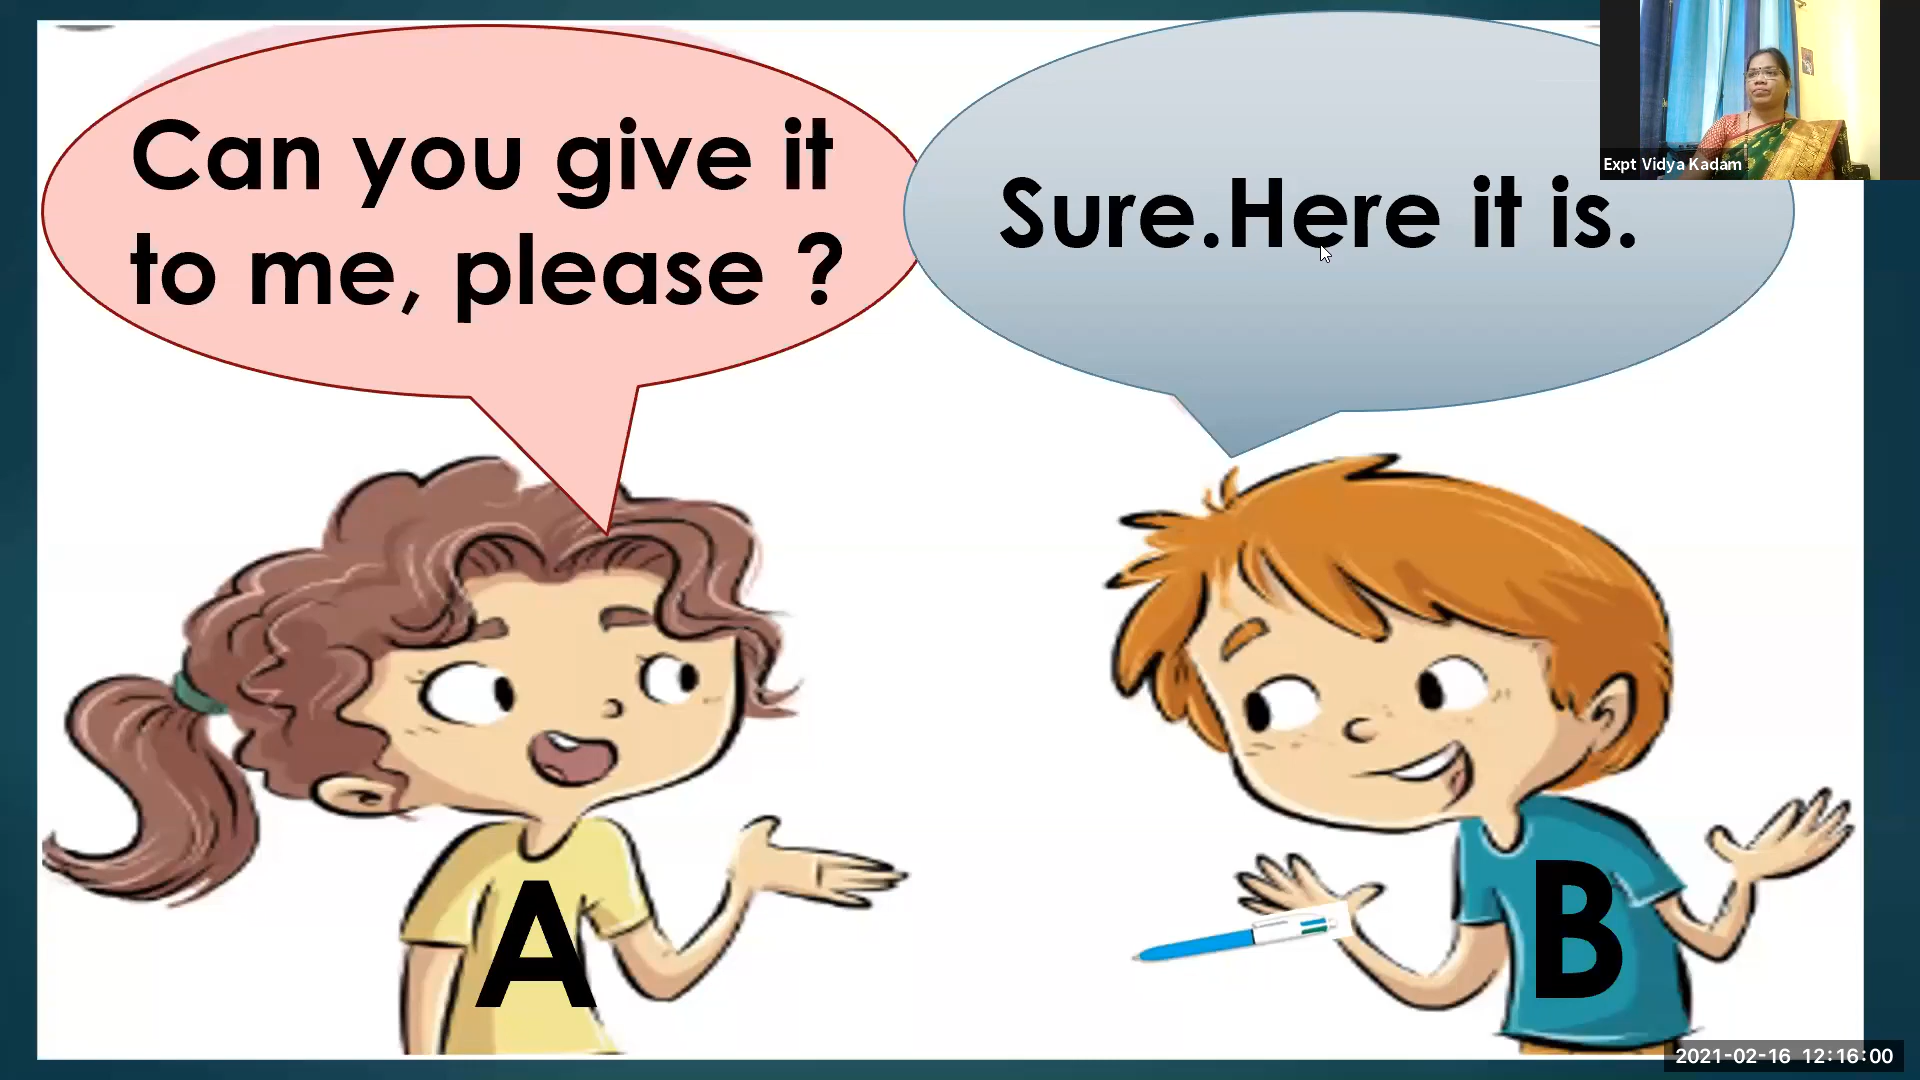 Can you give it
to me, please ?
Sure.Here it is.
Expt Vidya Kadam
A
B
2021-02-16 12:16:00